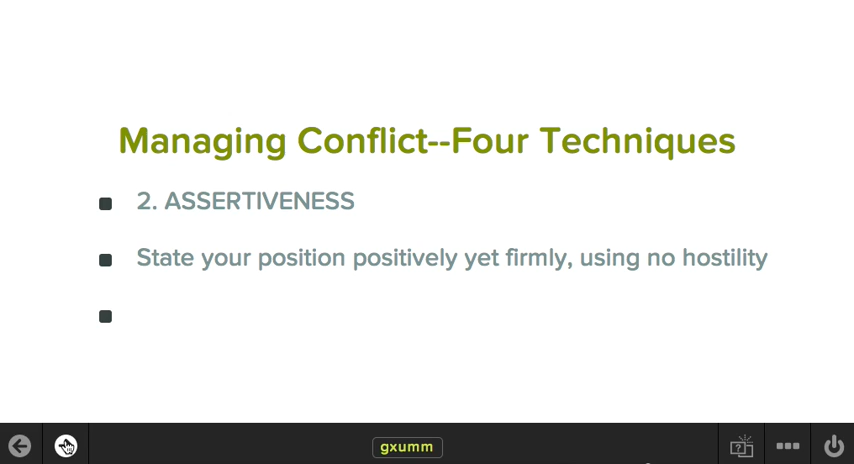 Managing Conflict--Four Techniques
2. ASSERTIVENESS
State your position positively yet firmly, using no hostility
gxumm